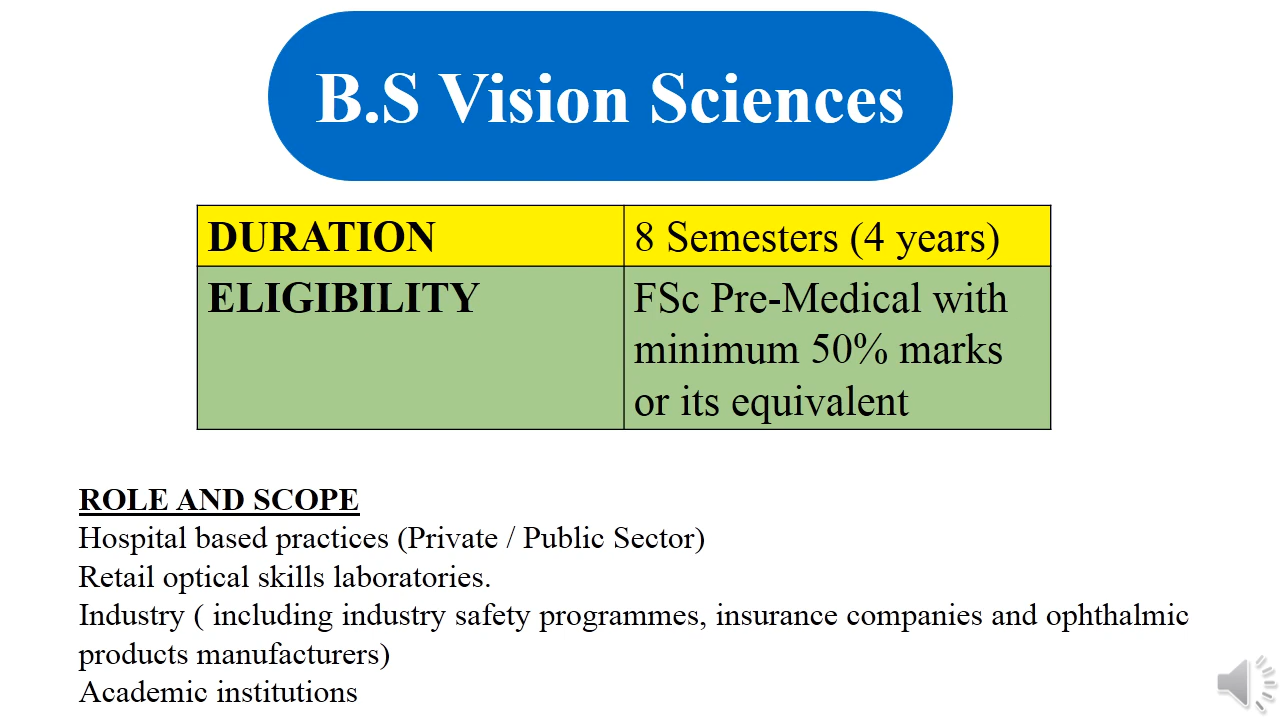 B.S Vision Sciences
DURATION
8 Semesters (4 years)
ELIGIBILITY
FSc Pre-Medical with
minimum 50% marks
or its equivalent
ROLE AND SCOPE
Hospital based practices (Private / Public Sector)
Retail optical skills laboratories.
Industry ( including industry safety programmes, insurance companies and ophthalmic
products manufacturers)
Academic institutions